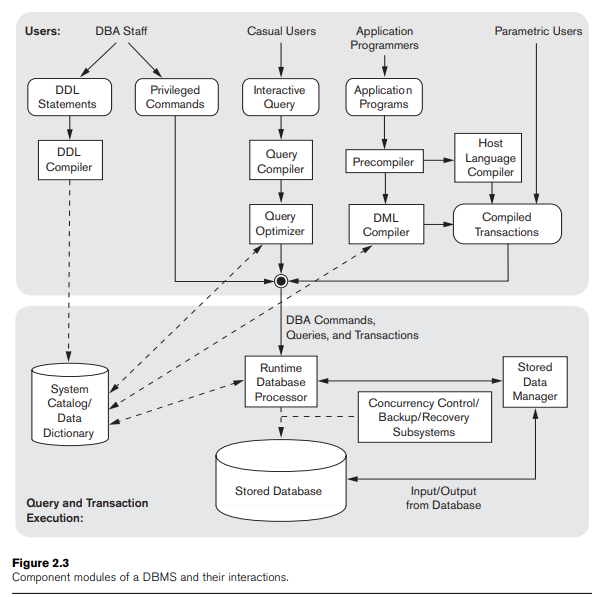 Users:
DBA Staff
Casual Users
Application
Programmers
Parametric Users
DDL
Statements
Privileged
Commands
Interactive
Query
Application
Programs
DDL
Compiler
Query
Compiler
Precompiler
Host
Language
Compiler
Query
Optimizer
DML
Compiler
Compiled
Transactions
DBA Commands,
Queries, and Transactions
System
Catalog/
Data
Dictionary
Runtime
Database
Processor
Stored
Data
Manager
Concurrency Control/
Backup/Recovery
Subsystems
Stored Database
Input/Output
from Database
Query and Transaction
Execution:
Figure 2.3
Component modules of a DBMS and their interactions.